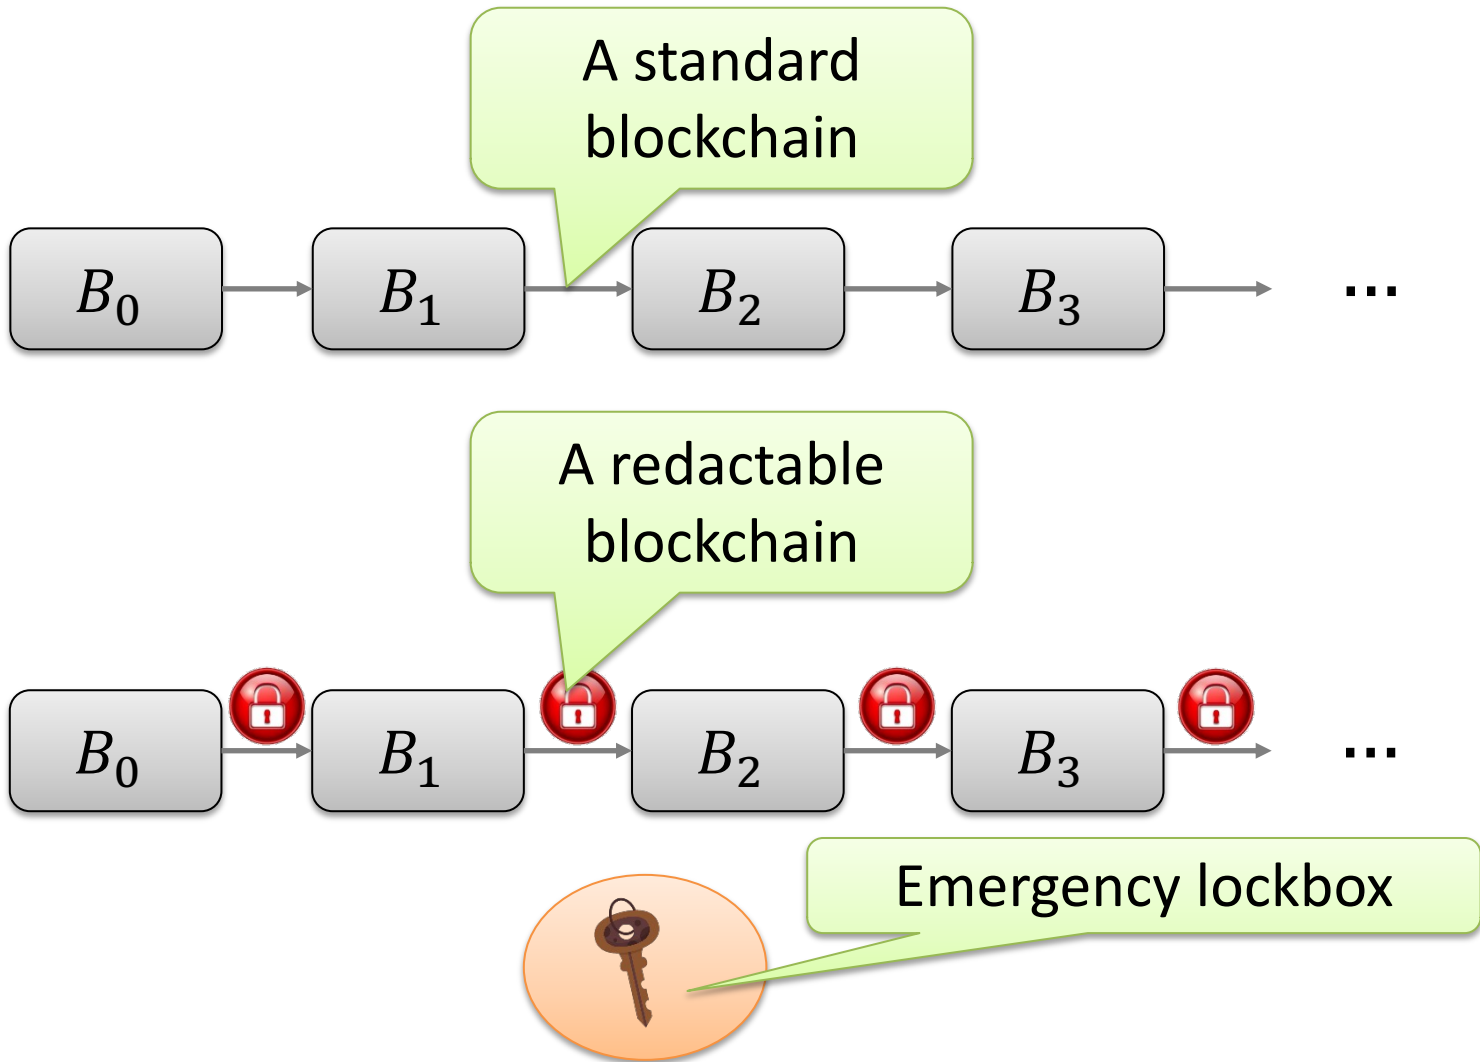 A standard
blockchain
B₀ B₁ B₂ B₃ ...
A redactable
blockchain
B₀ B₁ B₂ B₃ ...
Emergency lockbox